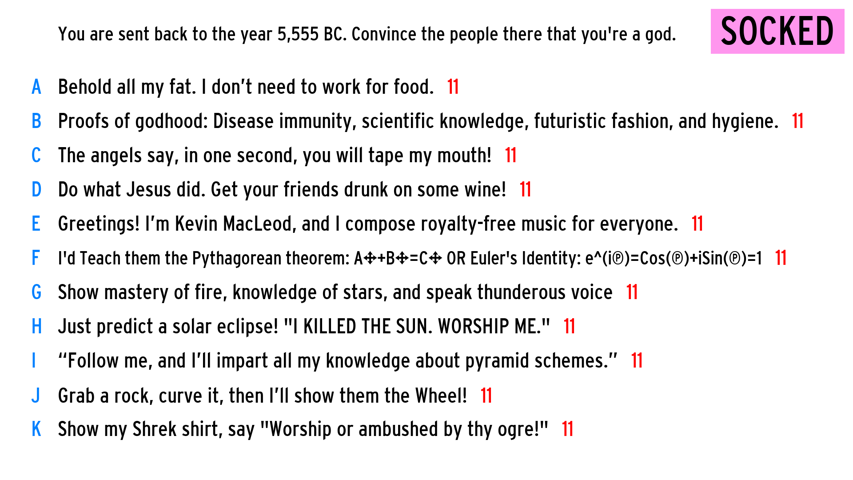 You are sent back to the year 5,555 BC. Convince the people there that you're a god.
SOCKED
A Behold all my fat. I don’t need to work for food. 11
B Proofs of godhood: Disease immunity, scientific knowledge, futuristic fashion, and hygiene. 11
C The angels say, in one second, you will tape my mouth! 11
D Do what Jesus did. Get your friends drunk on some wine! 11
E Greetings! I’m Kevin MacLeod, and I compose royalty-free music for everyone. 11
F I'd Teach them the Pythagorean theorem: A✢+B✢=C✢ OR Euler's Identity: e^(i℗)=Cos(℗)+iSin(℗)=1 11
G Show mastery of fire, knowledge of stars, and speak thunderous voice 11
H Just predict a solar eclipse! "I KILLED THE SUN. WORSHIP ME." 11
I “Follow me, and I’ll impart all my knowledge about pyramid schemes.” 11
J Grab a rock, curve it, then I’ll show them the Wheel! 11
K Show my Shrek shirt, say "Worship or ambushed by thy ogre!" 11